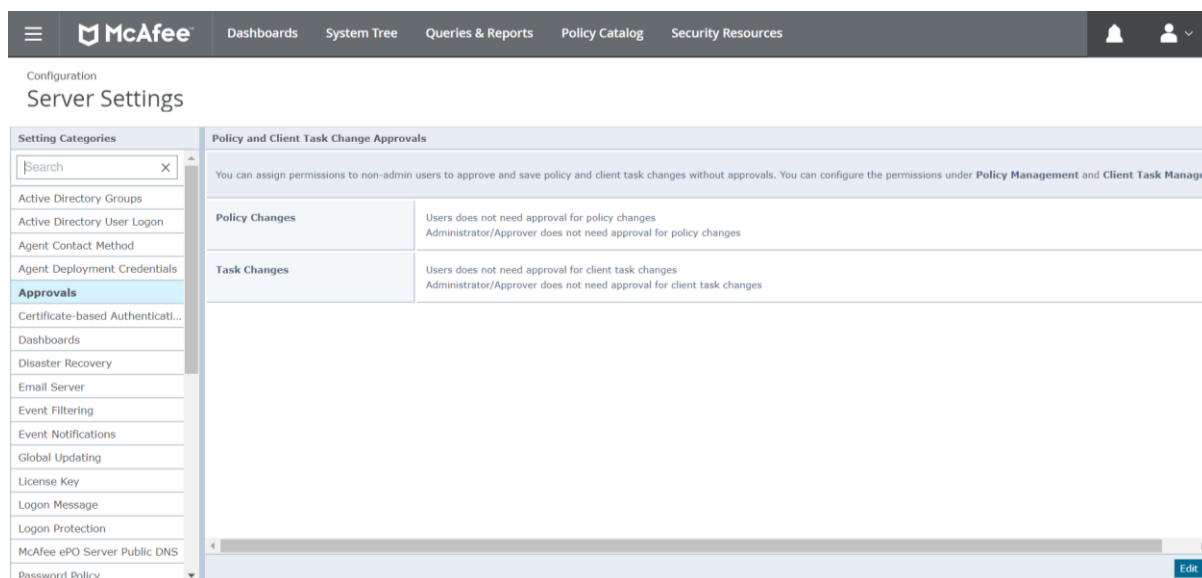 McAfee
Dashboards
System Tree
Queries & Reports
Policy Catalog
Security Resources
Configuration
Server Settings
Setting Categories
Search
Active Directory Groups
Active Directory User Logon
Agent Contact Method
Agent Deployment Credentials
Approvals
Certificate-based Authenticati...
Dashboards
Disaster Recovery
Email Server
Event Filtering
Event Notifications
Global Updating
License Key
Logon Message
Logon Protection
McAfee ePO Server Public DNS
Password Policy
Policy and Client Task Change Approvals
You can assign permissions to non-admin users to approve and save policy and client task changes without approvals. You can configure the permissions under Policy Management and Client Task Manage
Policy Changes
Users does not need approval for policy changes
Administrator/Approver does not need approval for policy changes
Task Changes
Users does not need approval for client task changes
Administrator/Approver does not need approval for client task changes
Edit